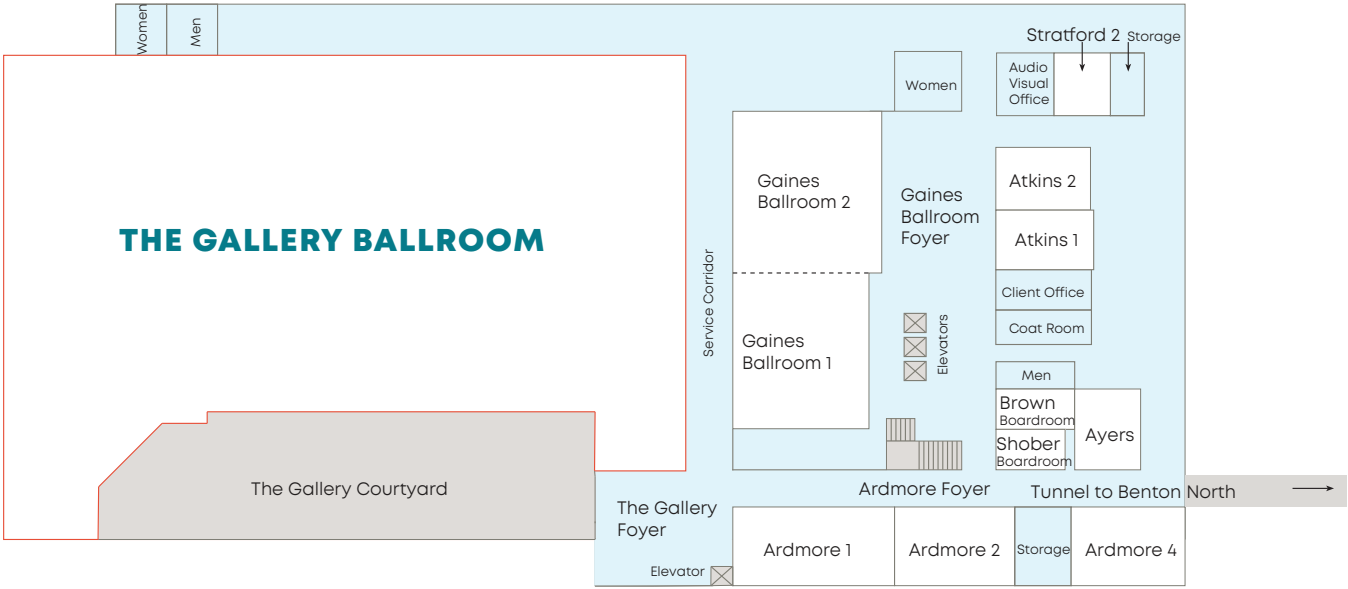 Women
Men
Stratford 2
Storage
Audio
Visual
Office
Women
THE GALLERY BALLROOM
Gaines
Ballroom 2
Gaines
Ballroom Foyer
Atkins 2
Atkins 1
Service Corridor
Client Office
Coat Room
Gaines
Ballroom 1
Elevators
Men
Brown
Boardroom
Ayers
Shober
Boardroom
The Gallery Courtyard
Ardmore Foyer
Tunnel to Benton North
The Gallery
Foyer
Ardmore 1
Ardmore 2
Storage
Ardmore 4
Elevator